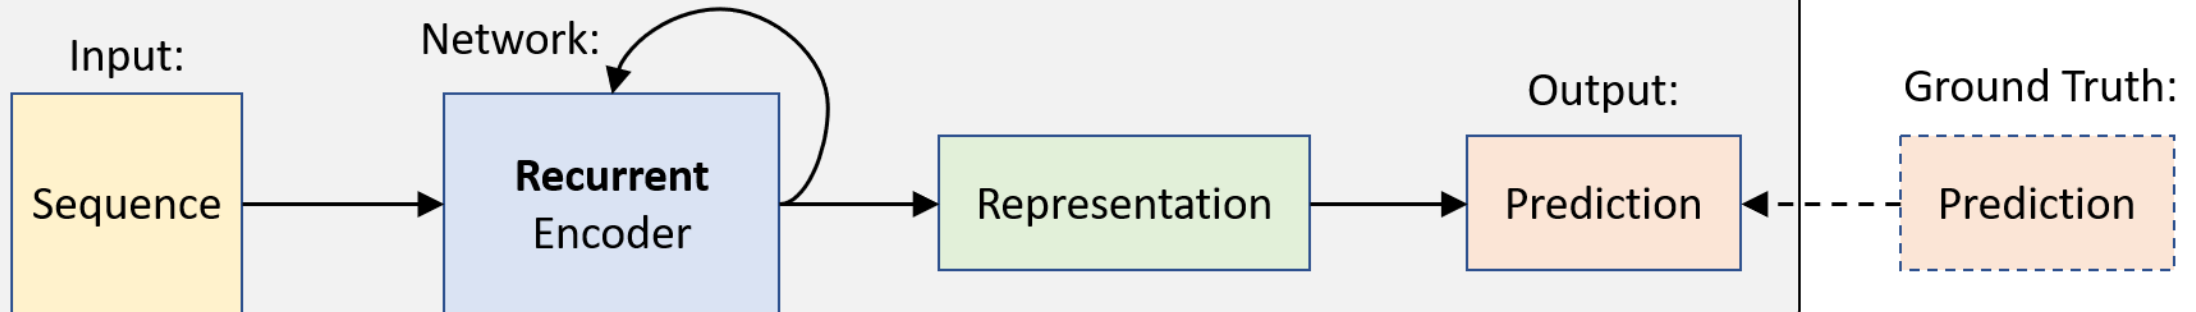 Input:
Sequence
Network:
Recurrent
Encoder
Representation
Output:
Prediction
Ground Truth:
Prediction